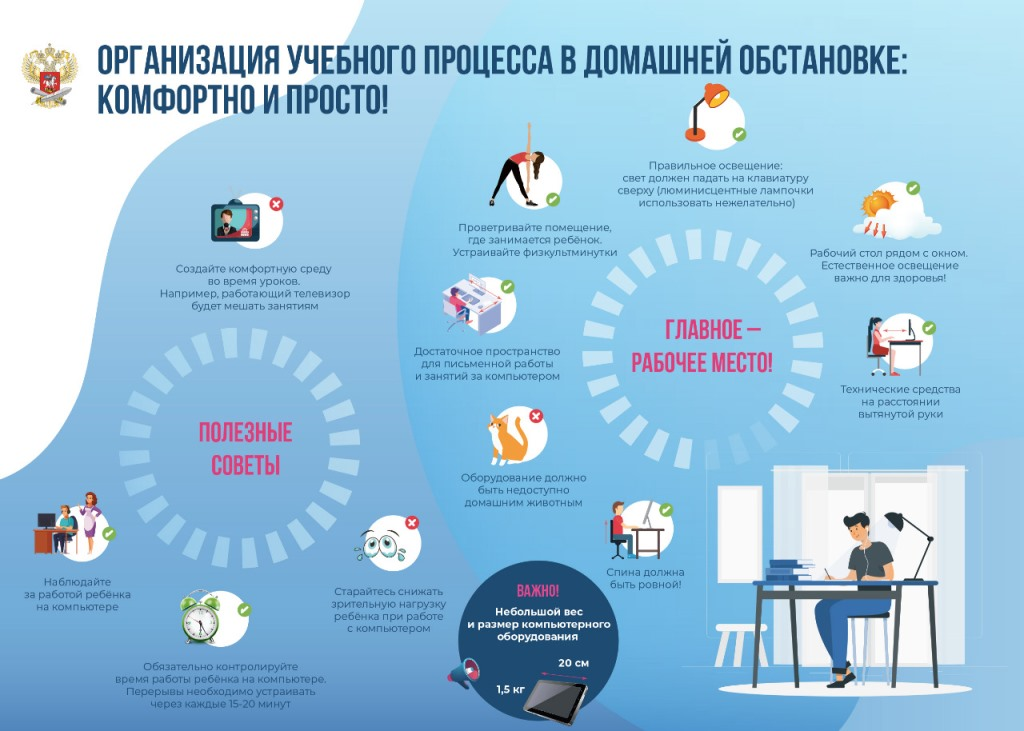 ОРГАНИЗАЦИЯ УЧЕБНОГО ПРОЦЕССА В ДОМАШНЕЙ ОБСТАНОВКЕ:
КОМФОРТНО И ПРОСТО!
Создайте комфортную среду
во время уроков.
Например, работающий телевизор
будет мешать занятиям
ПОЛЕЗНЫЕ
СОВЕТЫ
Наблюдайте
за работой ребёнка
на компьютере
Обязательно контролируйте
время работы ребёнка на компьютере.
Перерывы необходимо устраивать
через каждые 15-20 минут
Старайтесь снижать
зрительную нагрузку
ребёнка при работе
с компьютером
Проветривайте помещение,
где занимается ребёнок.
Устраивайте физкультминутки
Правильное освещение:
свет должен падать на клавиатуру
сверху (люминисцентные лампочки
использовать нежелательно)
Рабочий стол рядом с окном.
Естественное освещение
важно для здоровья!
Достаточное пространство
для письменной работы
и занятий за компьютером
ГЛАВНОЕ –
РАБОЧЕЕ МЕСТО!
Технические средства
на расстоянии
вытянутой руки
Оборудование должно
быть недоступно
домашним животным
Спина должна
быть ровной!
ВАЖНО!
Небольшой вес
и размер компьютерного
оборудования
20 см
1,5 кг